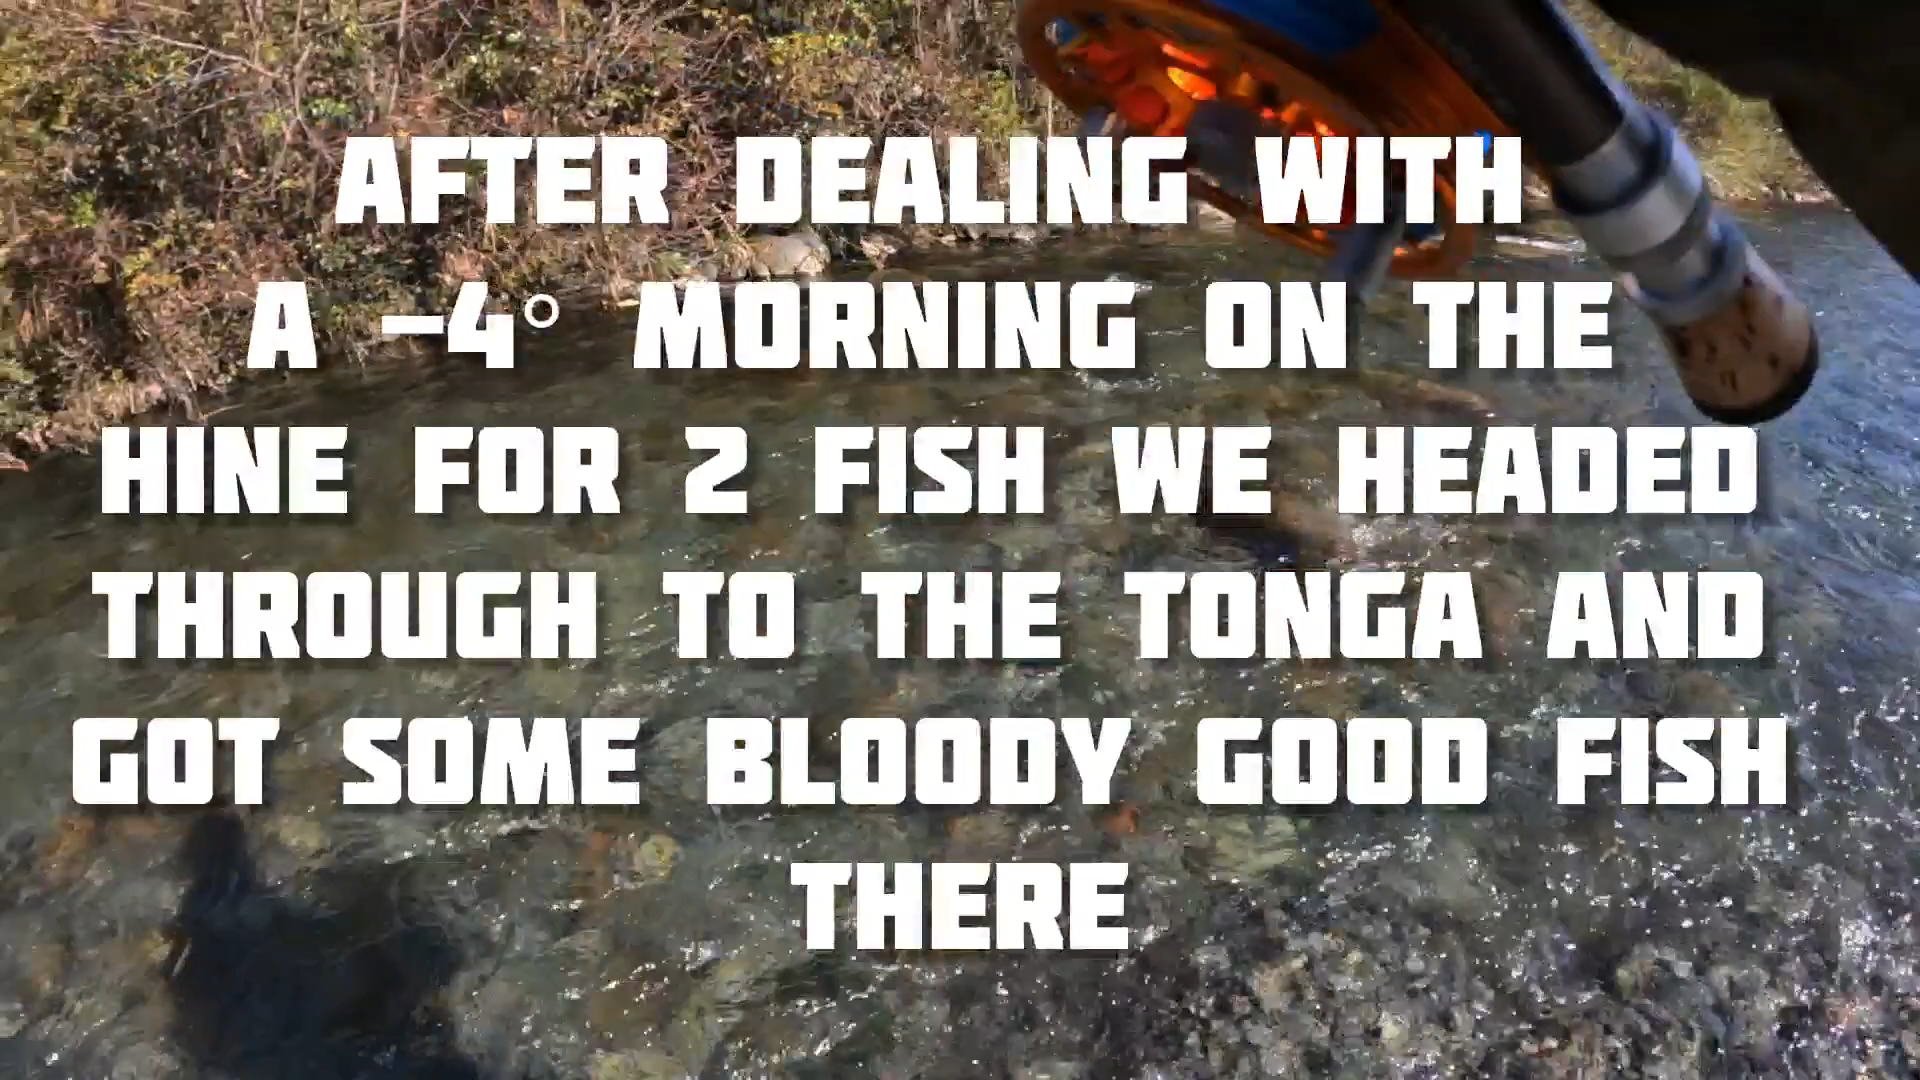 AFTER DEALING WITH
A -4° MORNING ON THE
HINE FOR 2 FISH WE HEADED
THROUGH TO THE TONGA AND
GOT SOME BLOODY GOOD FISH
THERE